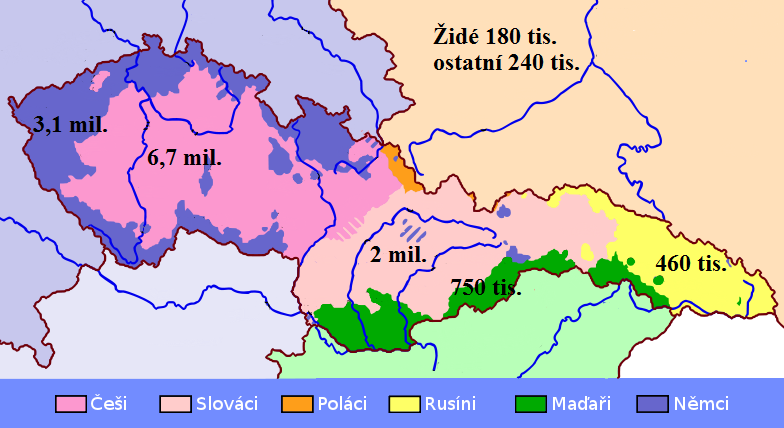 Židé 180 tis.
ostatní 240 tis.
3,1 mil.
6,7 mil.
2 mil.
750 tis.
460 tis.
Češi
Slováci
Poláci
Rusíni
Maďaři
Němci